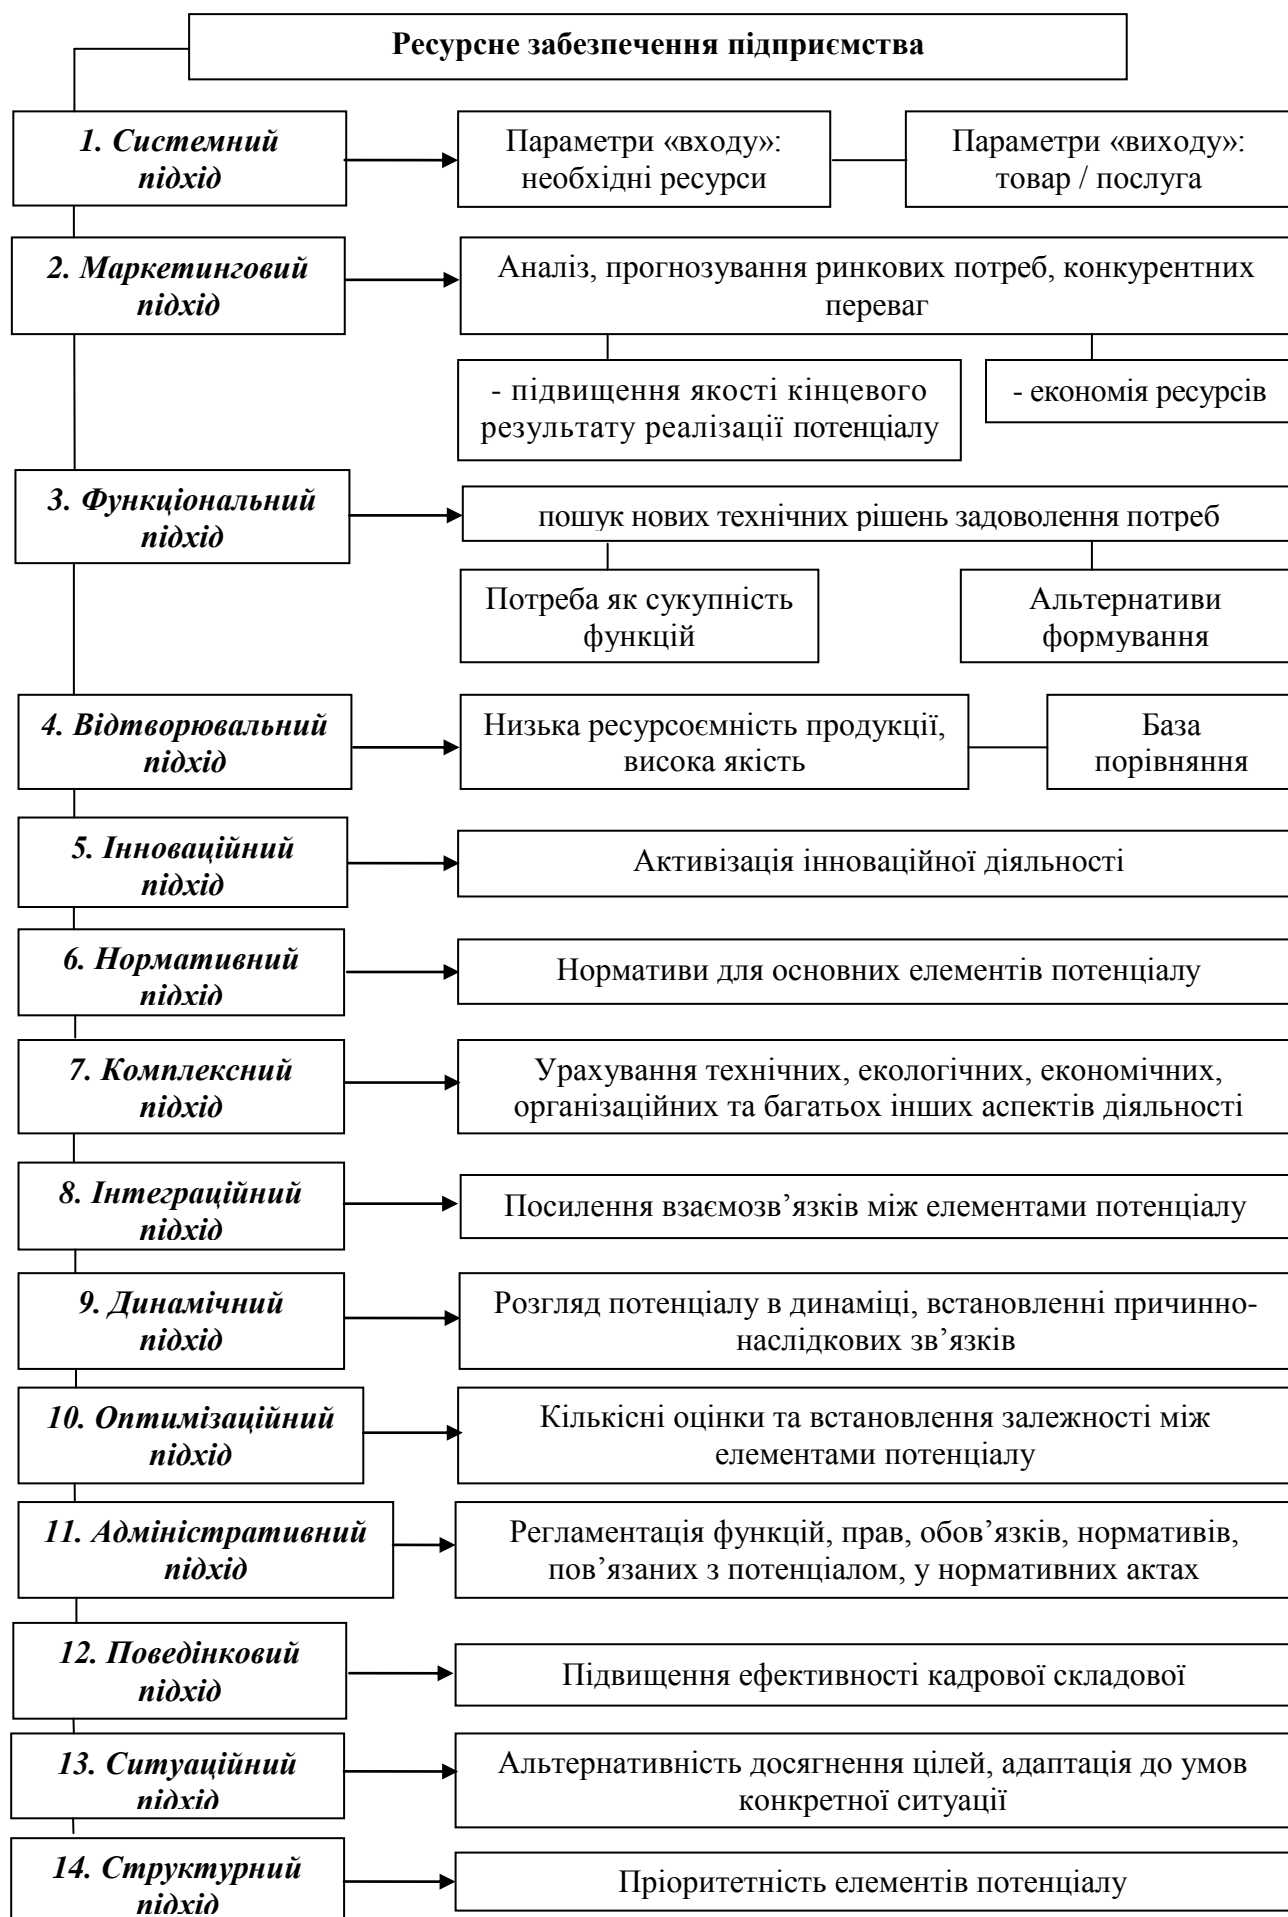 Ресурсне забезпечення підприємства
1. Системний
підхід
Параметри «входу»:
необхідні ресурси
Параметри «виходу»:
товар / послуга
2. Маркетинговий
підхід
Аналіз, прогнозування ринкових потреб, конкурентних
переваг
- підвищення якості кінцевого
результату реалізації потенціалу
- економія ресурсів
3. Функціональний
підхід
пошук нових технічних рішень задоволення потреб
Потреба як сукупність
функцій
Альтернативи
формування
4. Відтворювальний
підхід
Низька ресурсоємність продукції,
висока якість
База
порівняння
5. Інноваційний
підхід
Активізація інноваційної діяльності
6. Нормативний
підхід
Нормативи для основних елементів потенціалу
7. Комплексний
підхід
Урахування технічних, екологічних, економічних,
організаційних та багатьох інших аспектів діяльності
8. Інтеграційний
підхід
Посилення взаємозв’язків між елементами потенціалу
9. Динамічний
підхід
Розгляд потенціалу в динаміці, встановленні причинно-
наслідкових зв’язків
10. Оптимізаційний
підхід
Кількісні оцінки та встановлення залежності між
елементами потенціалу
11. Адміністративний
підхід
Регламентація функцій, прав, обов’язків, нормативів,
пов’язаних з потенціалом, у нормативних актах
12. Поведінковий
підхід
Підвищення ефективності кадрової складової
13. Ситуаційний
підхід
Альтернативність досягнення цілей, адаптація до умов
конкретної ситуації
14. Структурний
підхід
Пріоритетність елементів потенціалу